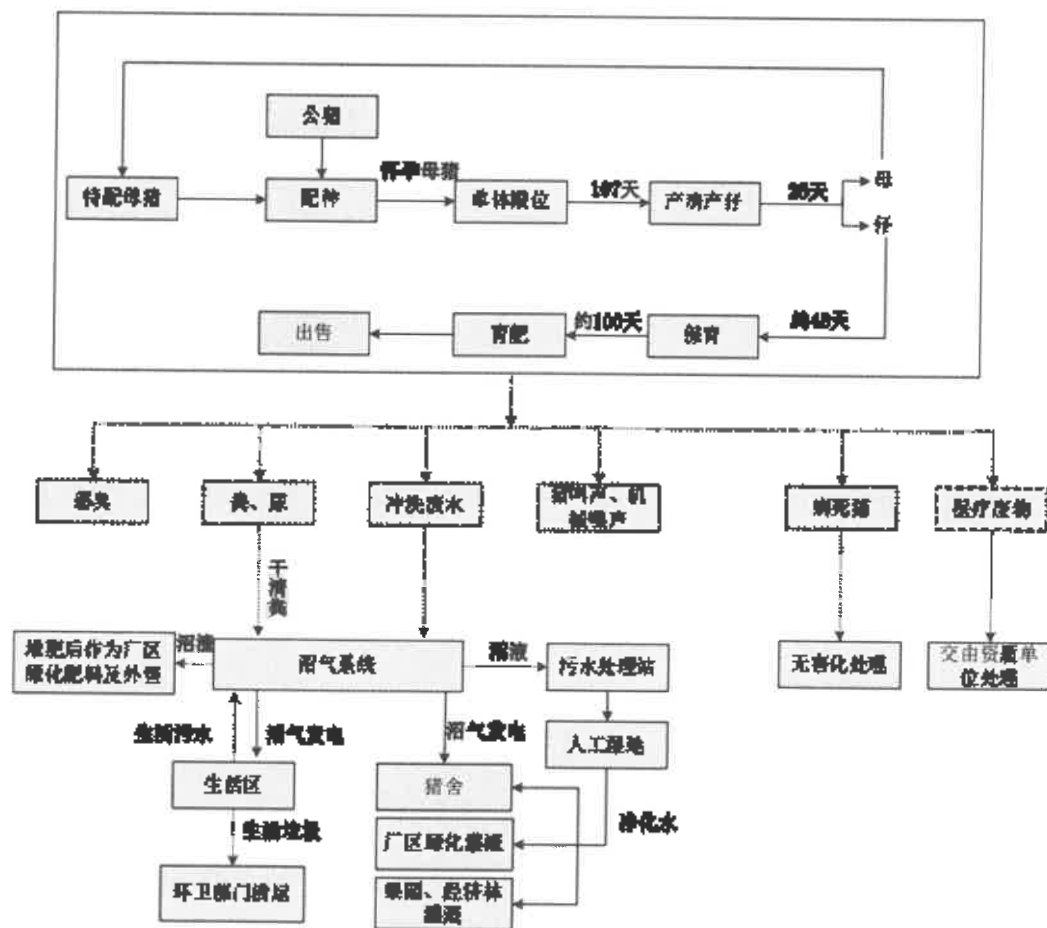 公猪
怀孕母猪
待配母猪
配种
单体限位
107天
产房产仔
母
仔
出售
约100天
育肥
保育
恶臭
粪、尿
冲洗废水
猪叫声、机
械噪声
病死猪
医疗废物
干清粪
堆肥后作为厂区
绿化肥料及外售
沼渣
沼气系统
沼液
污水处理站
无害化处理
交由资质单
位处理
生活污水
沼气发电
沼气发电
人工湿地
生活区
猪舍
净化水
生活垃圾
厂区绿化灌溉
环卫部门清运
果园、经济林
灌溉